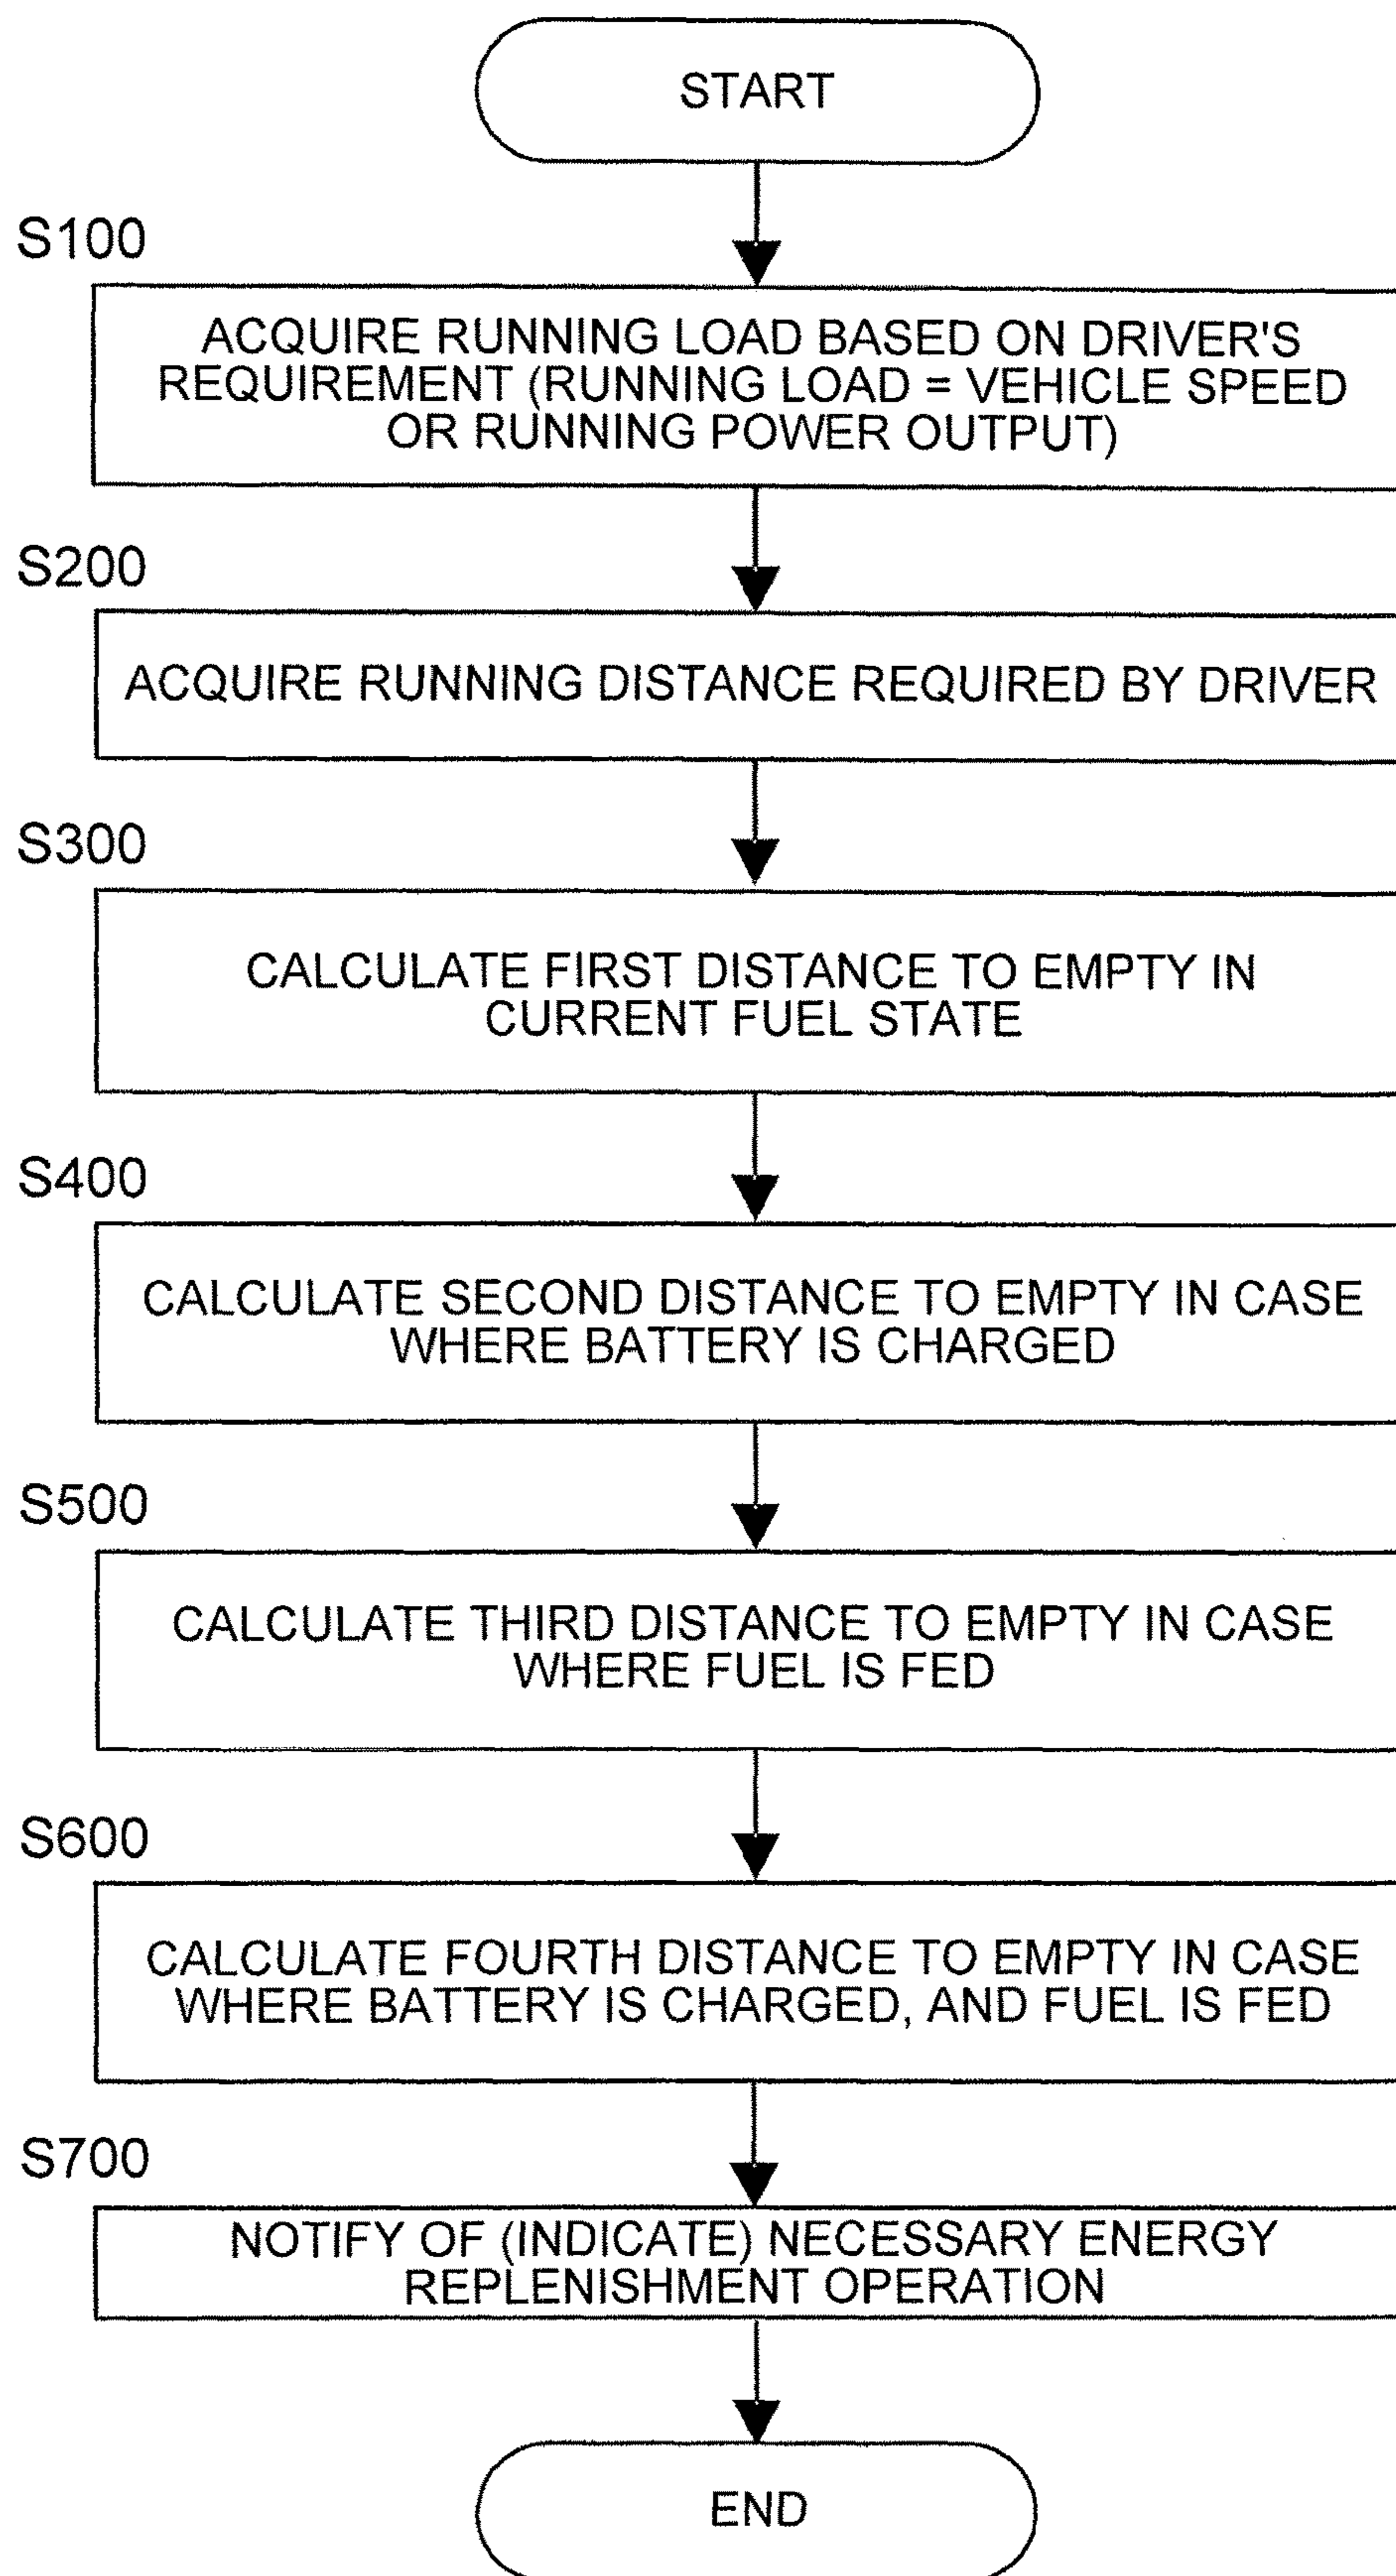 START
S100
ACQUIRE RUNNING LOAD BASED ON DRIVER'S
REQUIREMENT (RUNNING LOAD = VEHICLE SPEED
OR RUNNING POWER OUTPUT)
S200
ACQUIRE RUNNING DISTANCE REQUIRED BY DRIVER
S300
CALCULATE FIRST DISTANCE TO EMPTY IN
CURRENT FUEL STATE
S400
CALCULATE SECOND DISTANCE TO EMPTY IN CASE
WHERE BATTERY IS CHARGED
S500
CALCULATE THIRD DISTANCE TO EMPTY IN CASE
WHERE FUEL IS FED
S600
CALCULATE FOURTH DISTANCE TO EMPTY IN CASE
WHERE BATTERY IS CHARGED, AND FUEL IS FED
S700
NOTIFY OF (INDICATE) NECESSARY ENERGY
REPLENISHMENT OPERATION
END